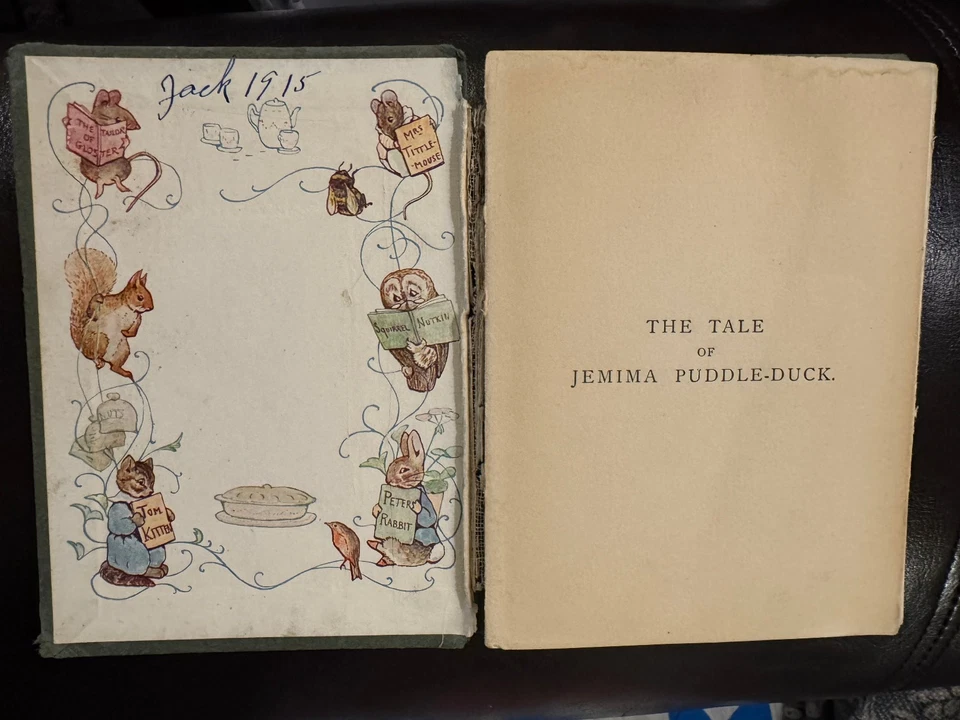 Jack 1915
THE TAILOR
OF
GLOSTER
MRS
TITTLE-
-MOUSE
SQUIRREL NUTKIN
NUTS
TOM
KITTEN
PETER
RABBIT
THE TALE
OF
JEMIMA PUDDLE-DUCK.